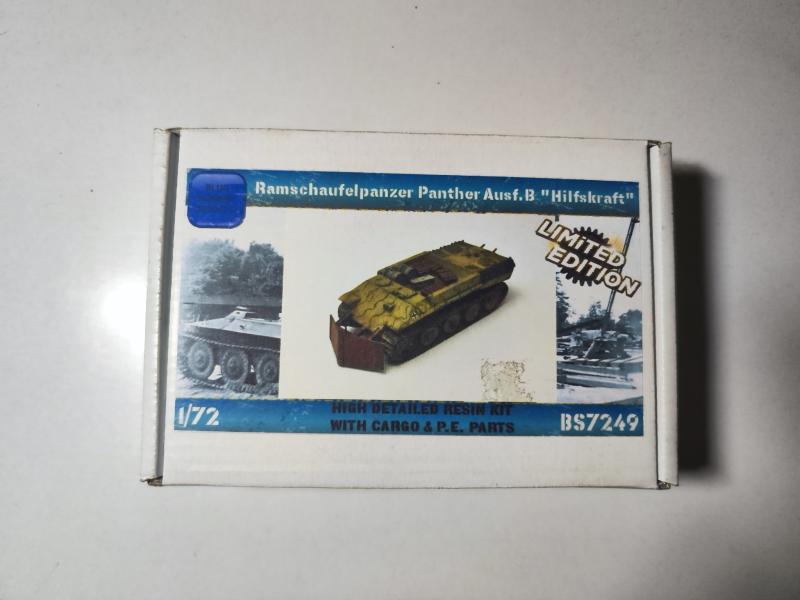 Ramschaufelpanzer Panther Ausf.B "Hilfskraft"
LIMITED
EDITION
1/72
HIGH DETAILED RESIN KIT
WITH CARGO & P.E. PARTS
BS7249